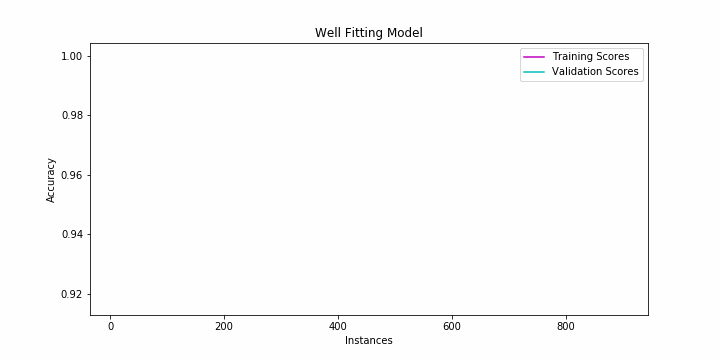 Well Fitting Model
Training Scores
Validation Scores
1.00
0.98
0.96
0.94
0.92
Accuracy
0 200 400 600 800
Instances